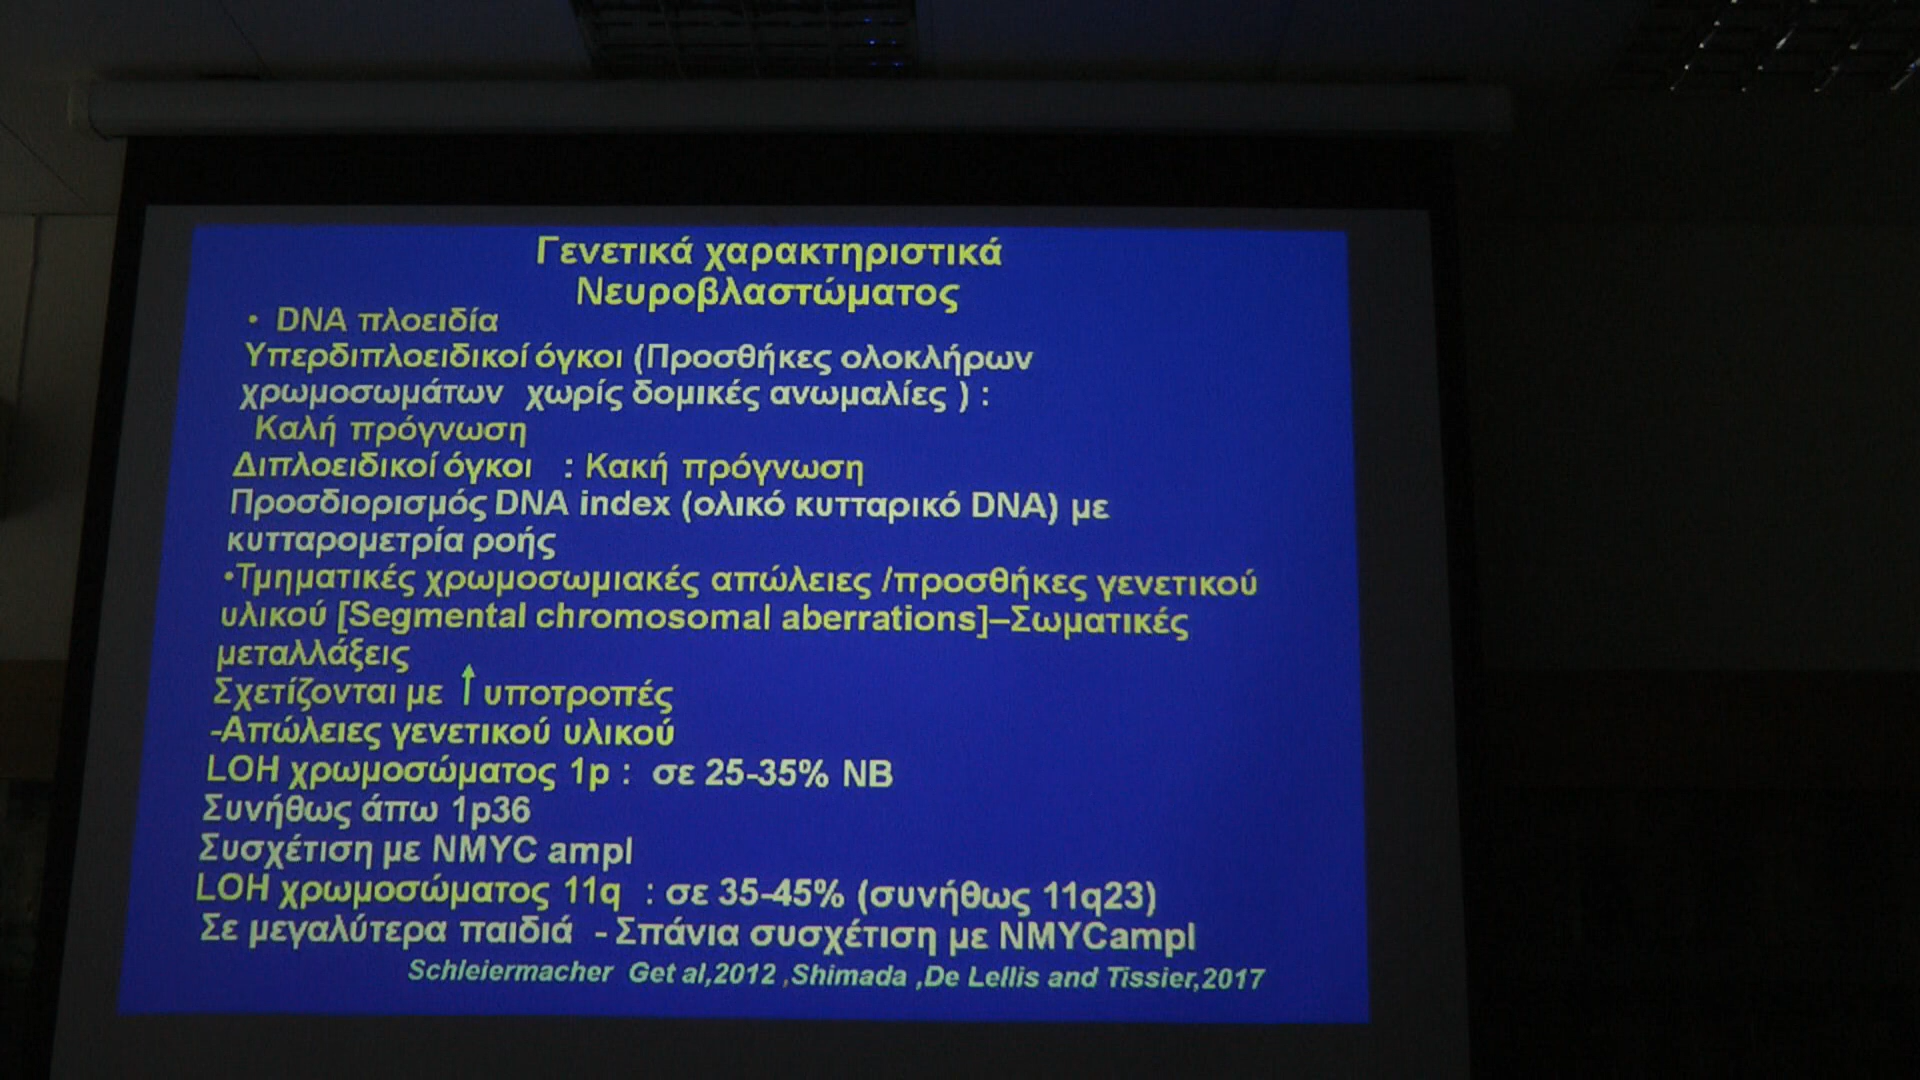 Γενετικά χαρακτηριστικά
Νευροβλαστώματος
• DNA πλοειδία
Υπερδιπλοειδικοί όγκοι (Προσθήκες ολοκλήρων
χρωμοσωμάτων χωρίς δομικές ανωμαλίες ) :
Καλή πρόγνωση
Διπλοειδικοί όγκοι : Κακή πρόγνωση
Προσδιορισμός DNA index (ολικό κυτταρικό DNA) με
κυτταρομετρία ροής
•Τμηματικές χρωμοσωμιακές απώλειες /προσθήκες γενετικού
υλικού [Segmental chromosomal aberrations]–Σωματικές
μεταλλάξεις
Σχετίζονται με ↑ υποτροπές
-Απώλειες γενετικού υλικού
LOH χρωμοσώματος 1p : σε 25-35% NB
Συνήθως άπω 1p36
Συσχέτιση με NMYC ampl
LOH χρωμοσώματος 11q : σε 35-45% (συνήθως 11q23)
Σε μεγαλύτερα παιδιά - Σπάνια συσχέτιση με NMYCampl
Schleiermacher Get al,2012 ,Shimada ,De Lellis and Tissier,2017